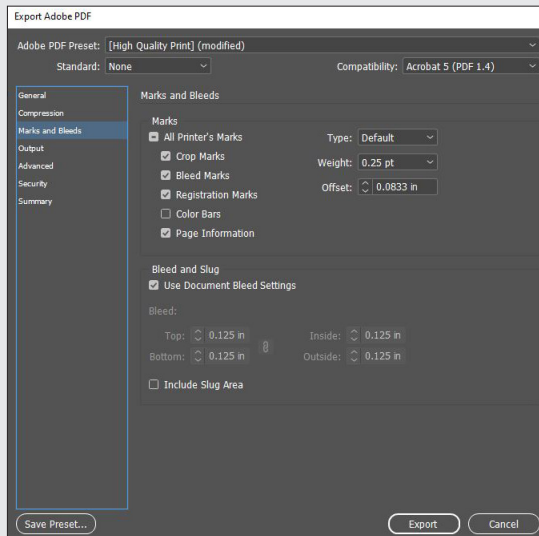 Export Adobe PDF
Adobe PDF Preset: [High Quality Print] (modified)
Standard: None Compatibility: Acrobat 5 (PDF 1.4)
General
Compression
Marks and Bleeds
Output
Advanced
Security
Summary
Marks and Bleeds
Marks
All Printer's Marks
Crop Marks
Bleed Marks
Registration Marks
Color Bars
Page Information
Type: Default
Weight: 0.25 pt
Offset: 0.0833 in
Bleed and Slug
Use Document Bleed Settings
Bleed:
Top: 0.125 in Inside: 0.125 in
Bottom: 0.125 in Outside: 0.125 in
Include Slug Area
Save Preset... Export Cancel